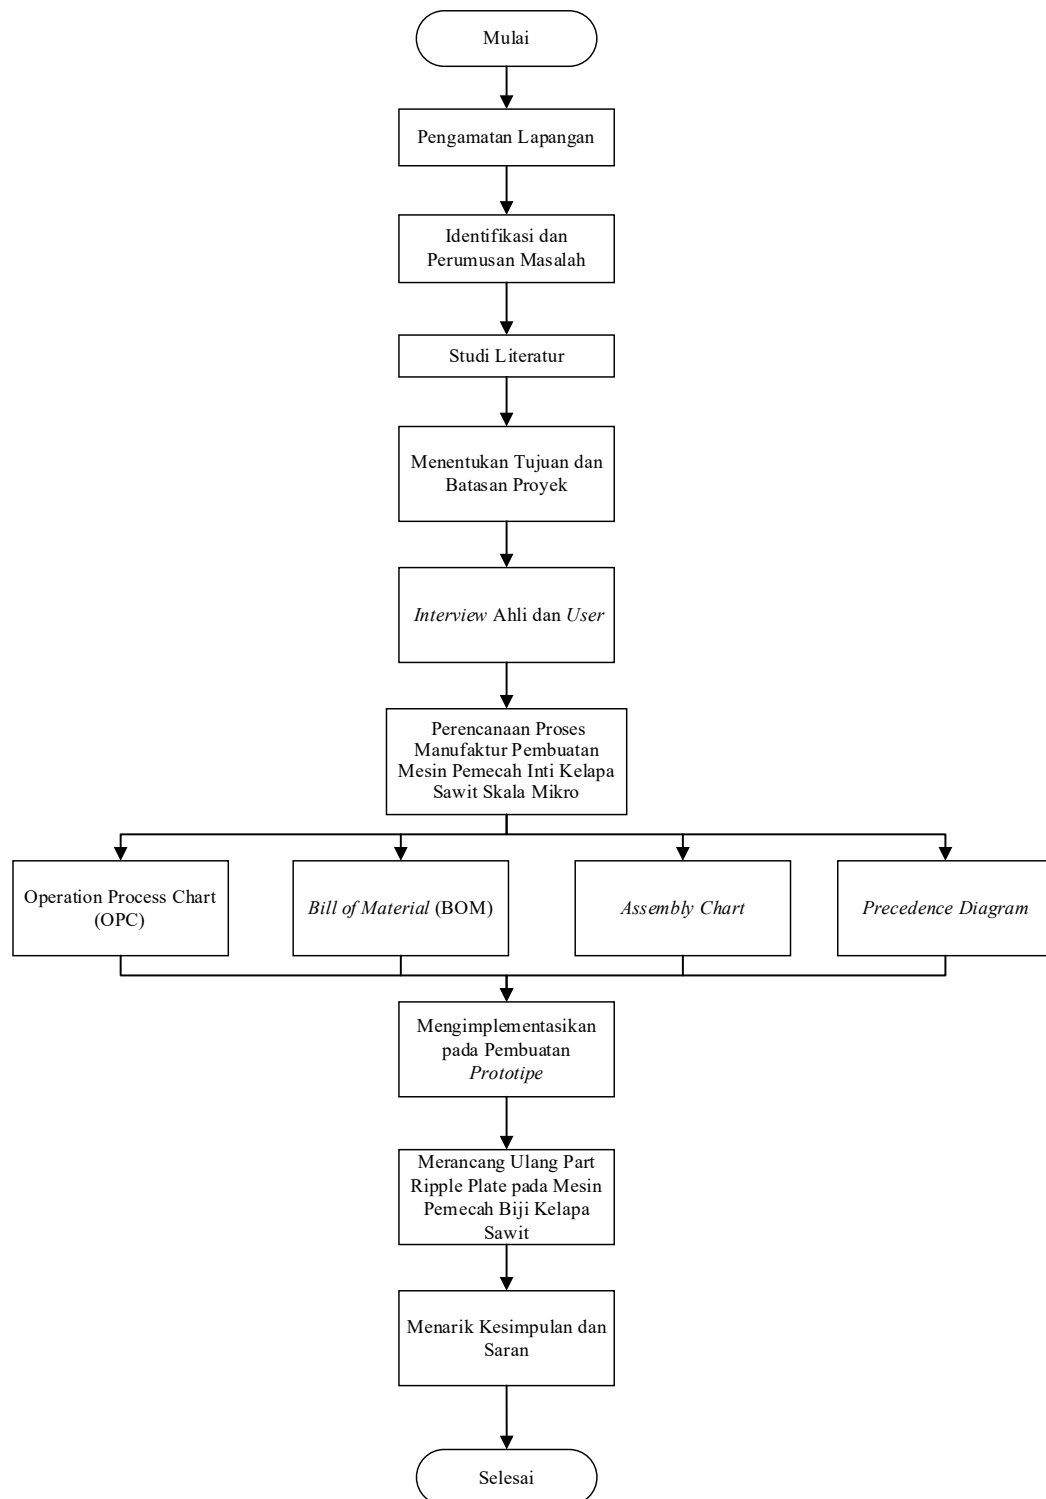 Mulai
Pengamatan Lapangan
Identifikasi dan
Perumusan Masalah
Studi Literatur
Menentukan Tujuan dan
Batasan Proyek
Interview Ahli dan User
Perencanaan Proses
Manufaktur Pembuatan
Mesin Pemecah Inti Kelapa
Sawit Skala Mikro
Operation Process Chart
(OPC)
Bill of Material (BOM)
Assembly Chart
Precedence Diagram
Mengimplementasikan
pada Pembuatan
Prototipe
Merancang Ulang Part
Ripple Plate pada Mesin
Pemecah Biji Kelapa
Sawit
Menarik Kesimpulan dan
Saran
Selesai